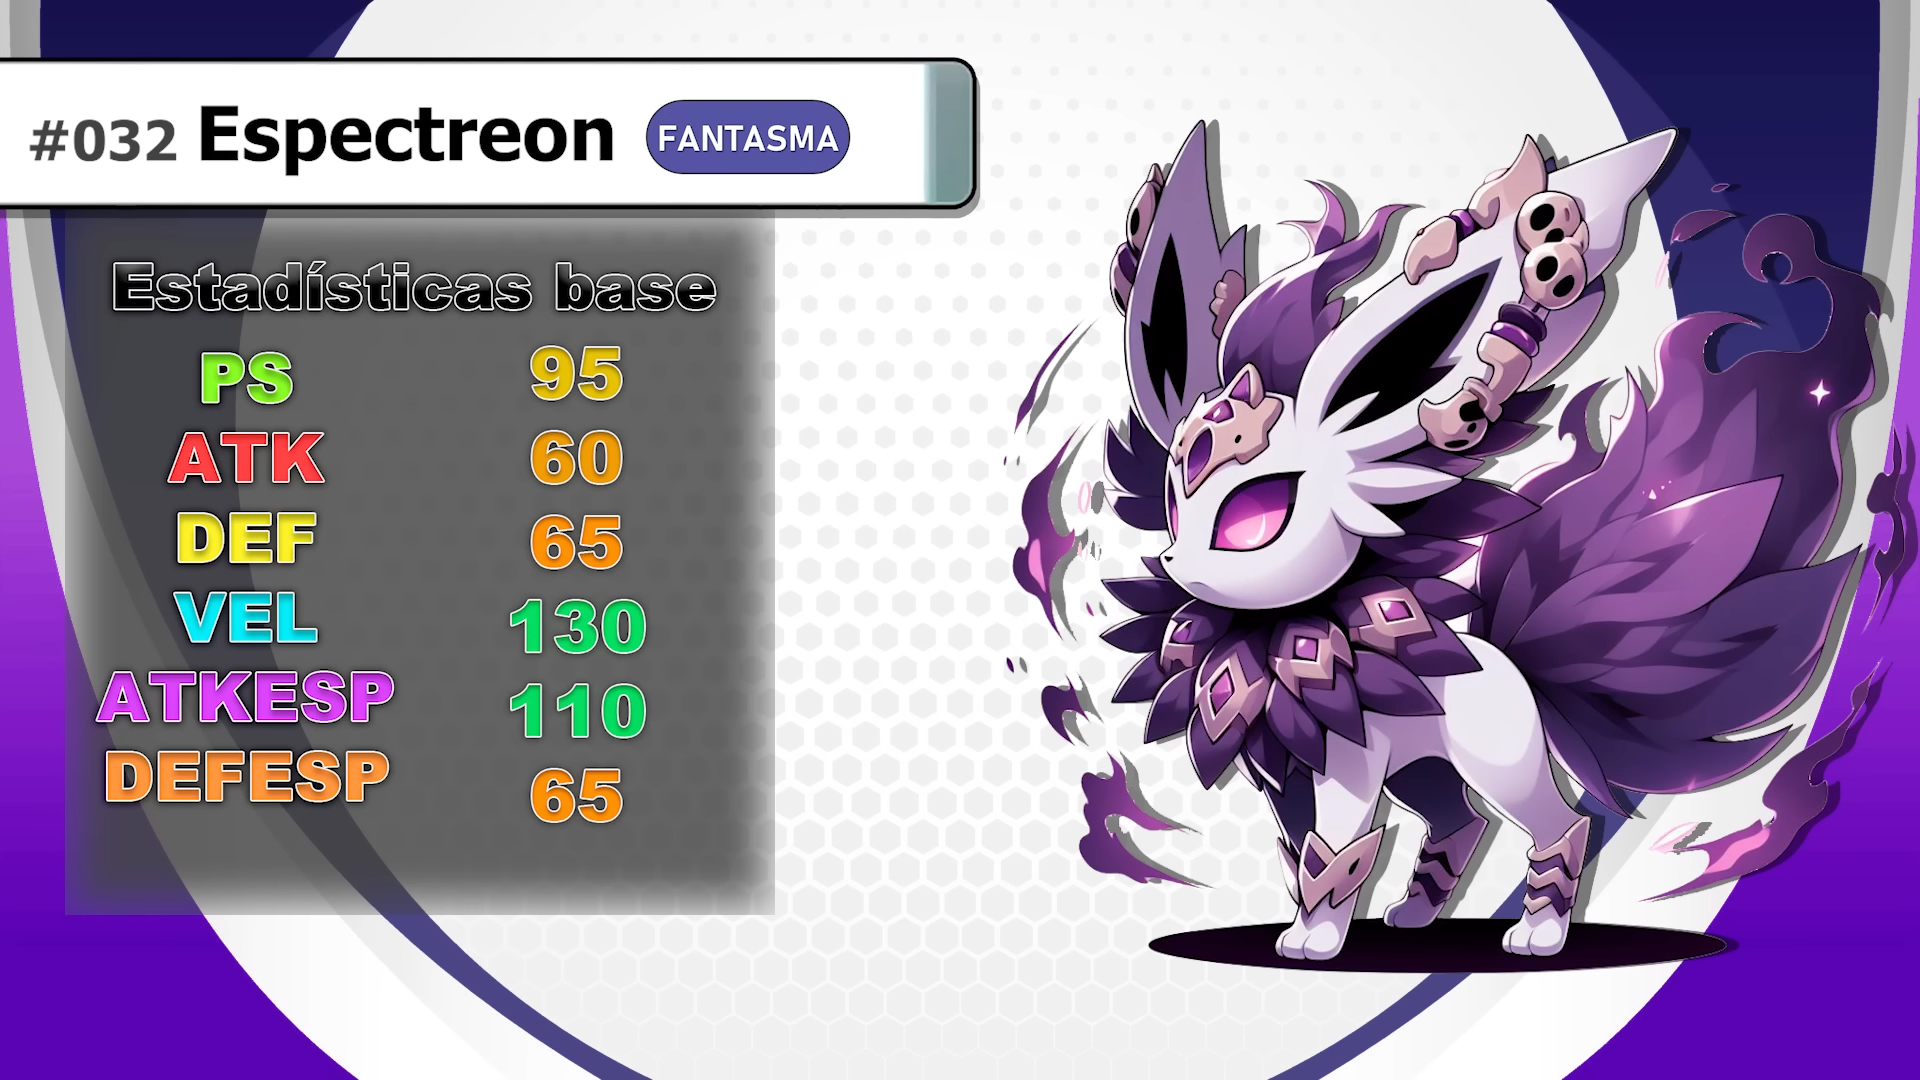 #032 Espectreon FANTASMA
Estadísticas base
PS 95
ATK 60
DEF 65
VEL 130
ATKESP 110
DEFESP 65